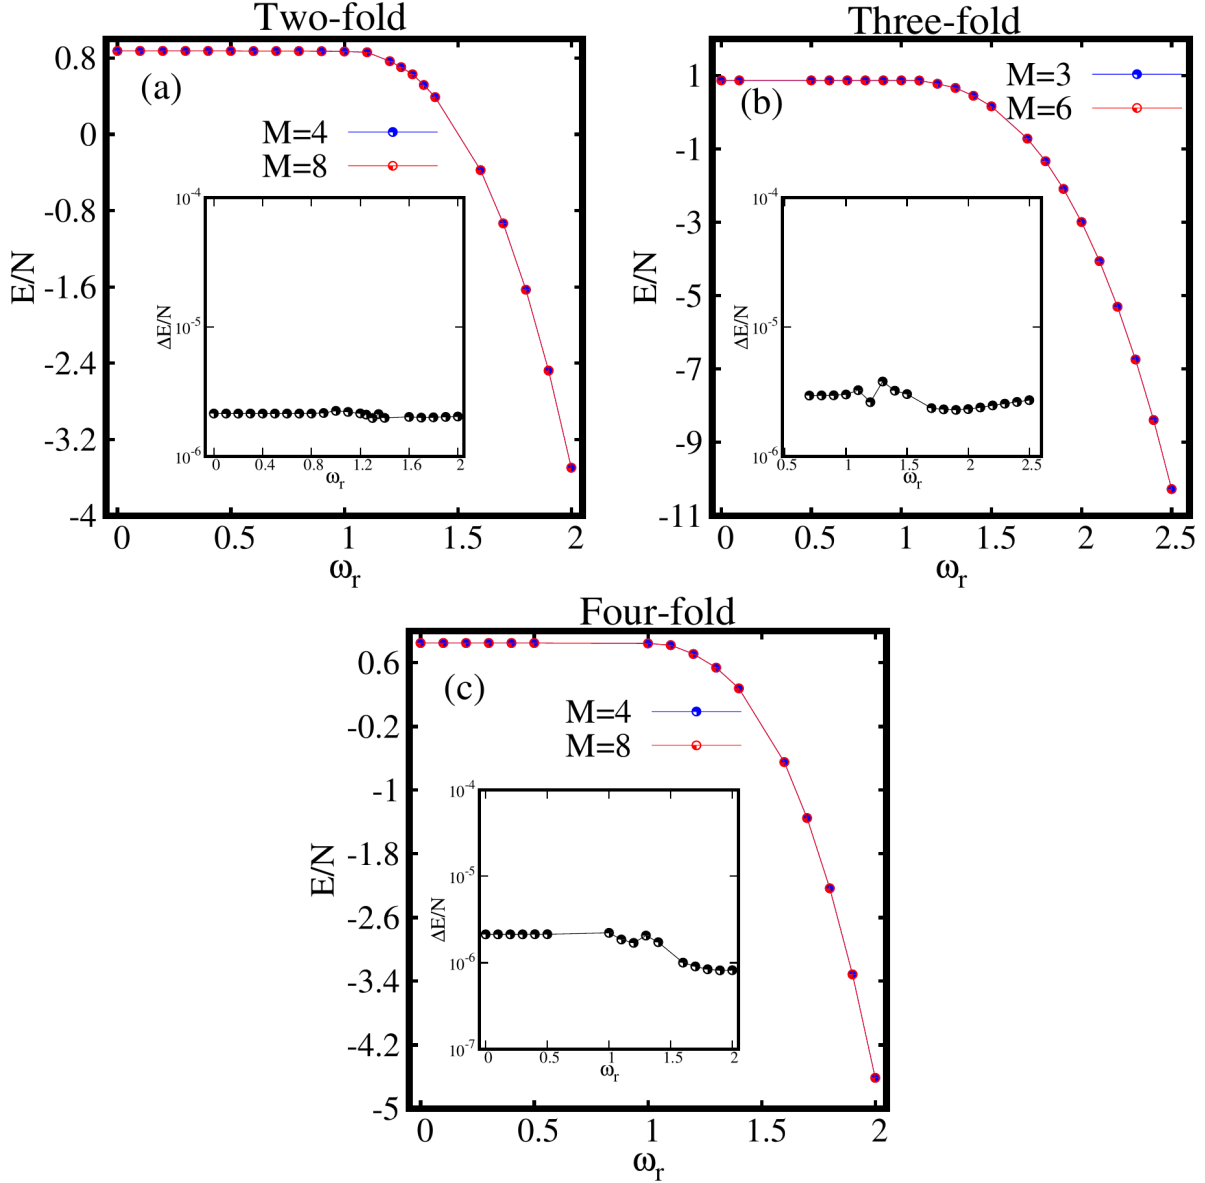 Two-fold
(a)
M=4
M=8
E/N
0.8
0
-0.8
-1.6
-2.4
-3.2
-4
0 0.5 1 1.5 2
ω_r
ΔE/N
10^-4
10^-5
10^-6
0 0.4 0.8 1.2 1.6 2
ω_r
Three-fold
(b)
M=3
M=6
E/N
1
-1
-3
-5
-7
-9
-11
0 0.5 1 1.5 2 2.5
ω_r
ΔE/N
10^-4
10^-5
10^-6
0.5 1 1.5 2 2.5
ω_r
Four-fold
(c)
M=4
M=8
E/N
0.6
-0.2
-1
-1.8
-2.6
-3.4
-4.2
-5
0 0.5 1 1.5 2
ω_r
ΔE/N
10^-4
10^-5
10^-6
10^-7
0 0.5 1 1.5 2
ω_r